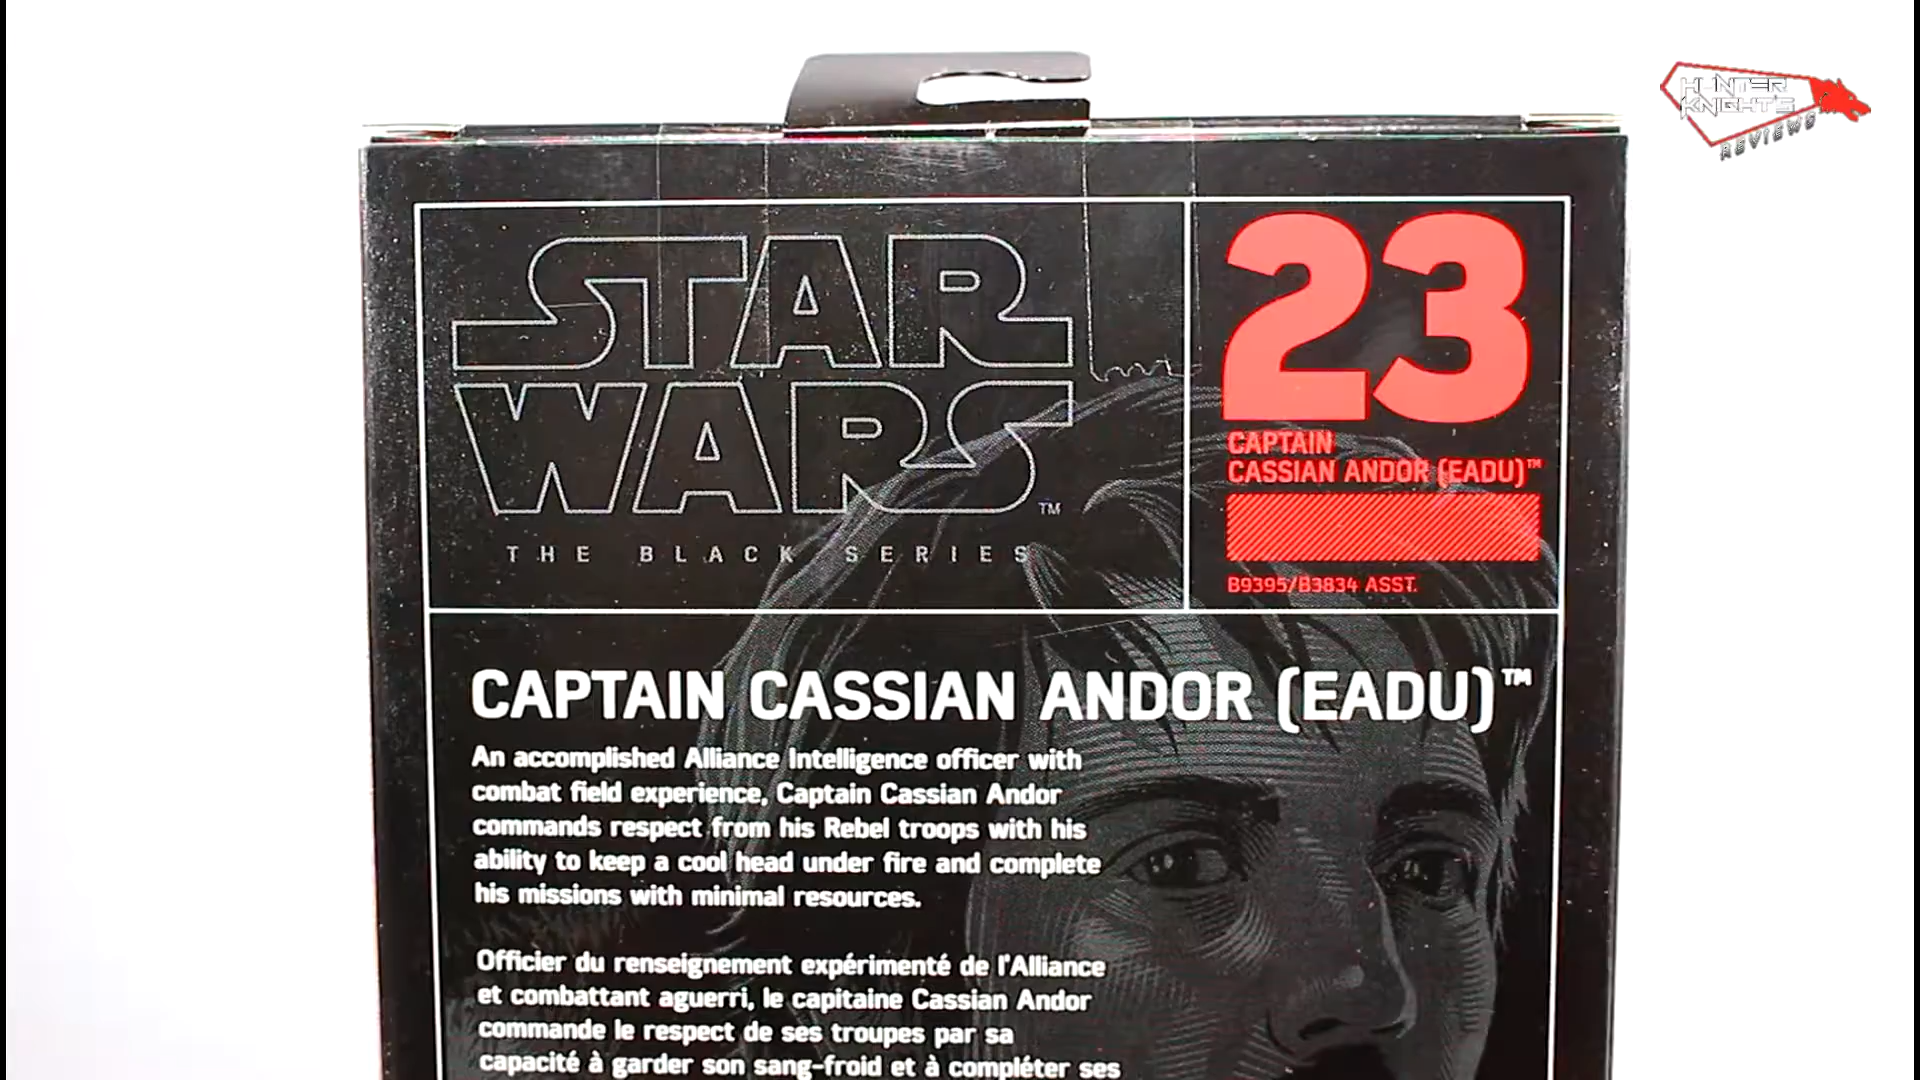 HUNTER
KNIGHT'S
REVIEWS
STAR
WARS
™
THE BLACK SERIES
23
CAPTAIN
CASSIAN ANDOR (EADU)™
B9395/B3834 ASST.
CAPTAIN CASSIAN ANDOR (EADU)™
An accomplished Alliance Intelligence officer with
combat field experience, Captain Cassian Andor
commands respect from his Rebel troops with his
ability to keep a cool head under fire and complete
his missions with minimal resources.
Officier du renseignement expérimenté de l'Alliance
et combattant aguerri, le capitaine Cassian Andor
commande le respect de ses troupes par sa
capacité à garder son sang-froid et à compléter ses